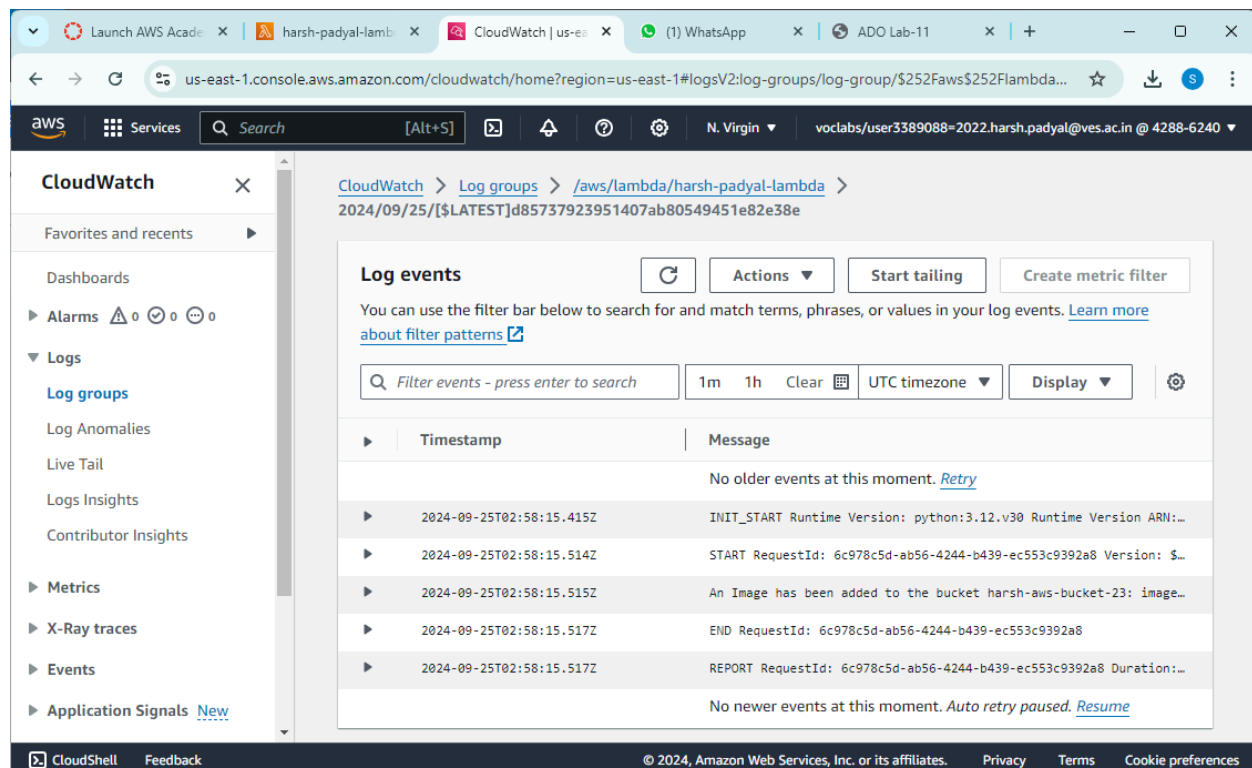 Launch AWS Acade
harsh-padyal-lamb
CloudWatch | us-ea
(1) WhatsApp
ADO Lab-11
us-east-1.console.aws.amazon.com/cloudwatch/home?region=us-east-1#logsV2:log-groups/log-group/$252Faws$252Flambda...
S
aws
Services
Search
[Alt+S]
N. Virgin
voclabs/user3389088=2022.harsh.padyal@ves.ac.in @ 4288-6240
CloudWatch
Favorites and recents
Dashboards
Alarms 0 0 0
Logs
Log groups
Log Anomalies
Live Tail
Logs Insights
Contributor Insights
Metrics
X-Ray traces
Events
Application Signals New
CloudWatch > Log groups > /aws/lambda/harsh-padyal-lambda >
2024/09/25/[$LATEST]d85737923951407ab80549451e82e38e
Log events
Actions
Start tailing
Create metric filter
You can use the filter bar below to search for and match terms, phrases, or values in your log events. Learn more
about filter patterns
Filter events - press enter to search
1m 1h Clear
UTC timezone
Display
Timestamp Message
No older events at this moment. Retry
2024-09-25T02:58:15.415Z INIT_START Runtime Version: python:3.12.v30 Runtime Version ARN:…
2024-09-25T02:58:15.514Z START RequestId: 6c978c5d-ab56-4244-b439-ec553c9392a8 Version: $…
2024-09-25T02:58:15.515Z An Image has been added to the bucket harsh-aws-bucket-23: image…
2024-09-25T02:58:15.517Z END RequestId: 6c978c5d-ab56-4244-b439-ec553c9392a8
2024-09-25T02:58:15.517Z REPORT RequestId: 6c978c5d-ab56-4244-b439-ec553c9392a8 Duration:…
No newer events at this moment. Auto retry paused. Resume
CloudShell Feedback © 2024, Amazon Web Services, Inc. or its affiliates. Privacy Terms Cookie preferences